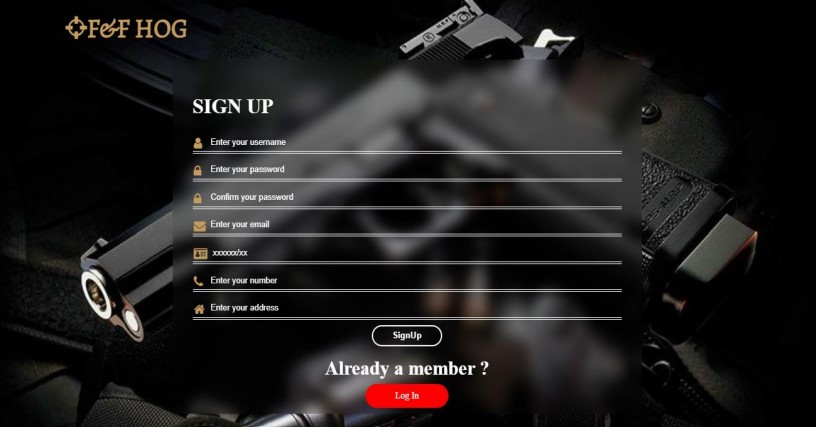 F&F HOG
SIGN UP
Enter your username
Enter your password
Confirm your password
Enter your email
xxxxxx/xx
Enter your number
Enter your address
SignUp
Already a member ?
Log In